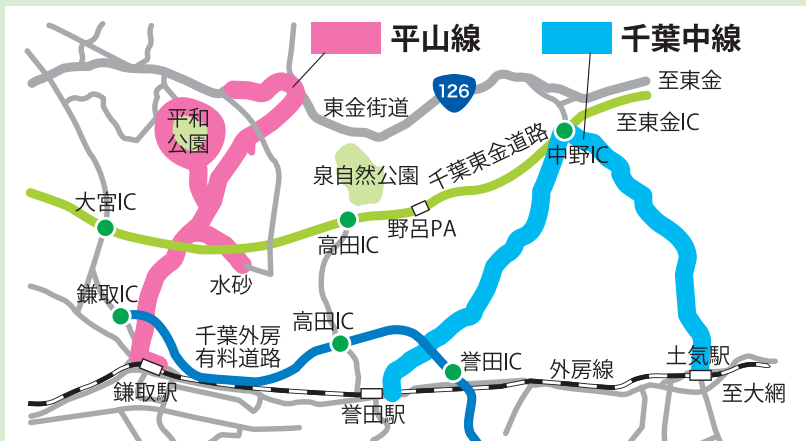 平山線
千葉中線
126
至東金
東金街道
至東金IC
平和
公園
千葉東金道路
中野IC
泉自然公園
大宮IC
野呂PA
高田IC
水砂
鎌取IC
高田IC
千葉外房
有料道路
誉田IC
土気駅
外房線
鎌取駅
至大網
誉田駅